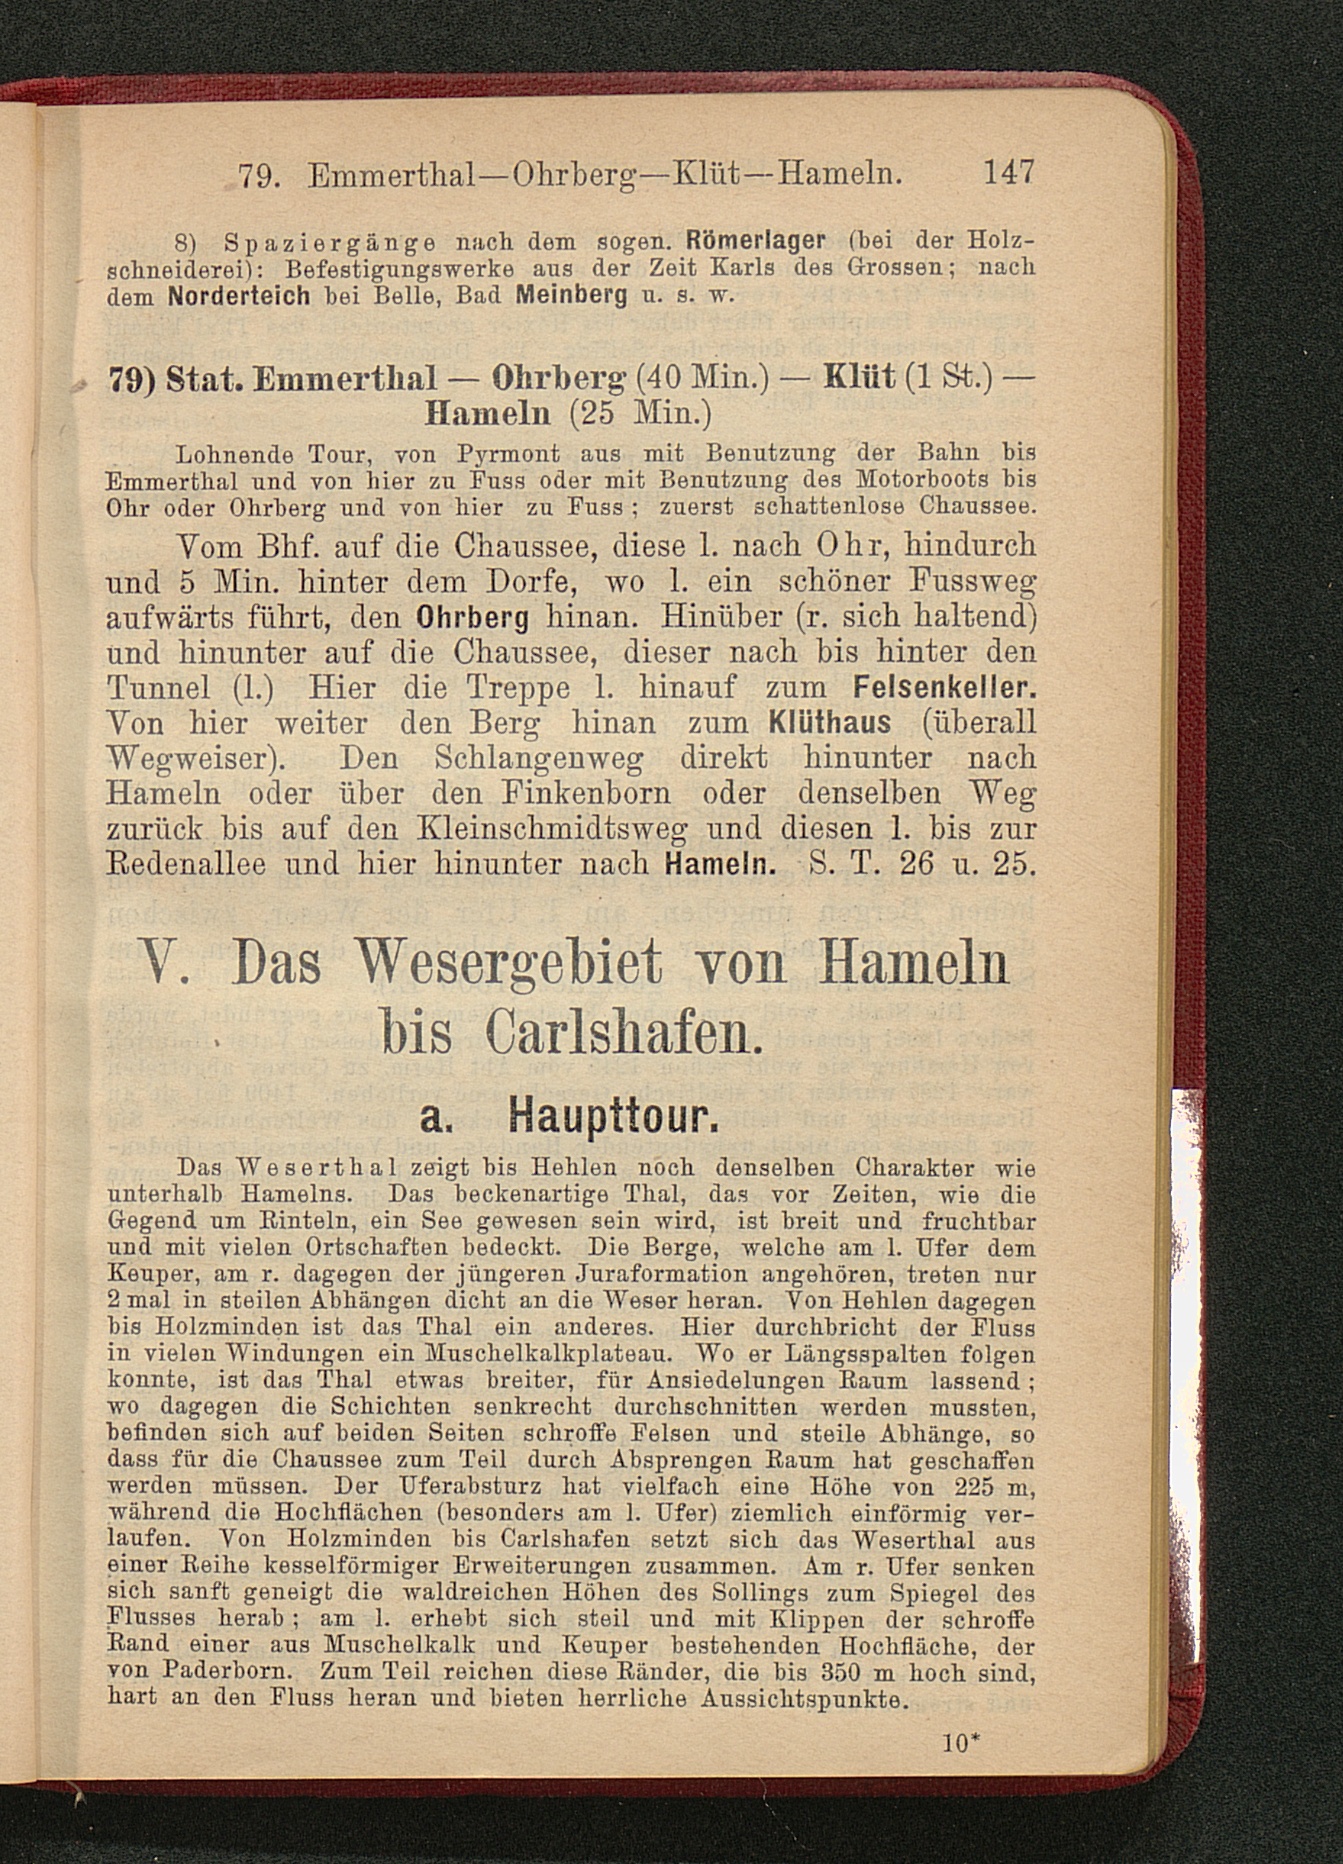 79. Emmerthal—Ohrberg—Klüt—Hameln. 147
8) Spaziergänge nach dem sogen. Römerlager (bei der Holz-
schneiderei): Befestigungswerke aus der Zeit Karls des Grossen; nach
dem Norderteich bei Belle, Bad Meinberg u. s. w.
79) Stat. Emmerthal — Ohrberg (40 Min.) — Klüt (1 St.) —
Hameln (25 Min.)
Lohnende Tour, von Pyrmont aus mit Benutzung der Bahn bis
Emmerthal und von hier zu Fuss oder mit Benutzung des Motorboots bis
Ohr oder Ohrberg und von hier zu Fuss; zuerst schattenlose Chaussee.
Vom Bhf. auf die Chaussee, diese l. nach Ohr, hindurch
und 5 Min. hinter dem Dorfe, wo l. ein schöner Fussweg
aufwärts führt, den Ohrberg hinan. Hinüber (r. sich haltend)
und hinunter auf die Chaussee, dieser nach bis hinter den
Tunnel (l.) Hier die Treppe l. hinauf zum Felsenkeller.
Von hier weiter den Berg hinan zum Klüthaus (überall
Wegweiser). Den Schlangenweg direkt hinunter nach
Hameln oder über den Finkenborn oder denselben Weg
zurück bis auf den Kleinschmidtsweg und diesen l. bis zur
Redenallee und hier hinunter nach Hameln. S. T. 26 u. 25.
V. Das Wesergebiet von Hameln
bis Carlshafen.
a. Haupttour.
Das Weserthal zeigt bis Hehlen noch denselben Charakter wie
unterhalb Hamelns. Das beckenartige Thal, das vor Zeiten, wie die
Gegend um Rinteln, ein See gewesen sein wird, ist breit und fruchtbar
und mit vielen Ortschaften bedeckt. Die Berge, welche am l. Ufer dem
Keuper, am r. dagegen der jüngeren Juraformation angehören, treten nur
2 mal in steilen Abhängen dicht an die Weser heran. Von Hehlen dagegen
bis Holzminden ist das Thal ein anderes. Hier durchbricht der Fluss
in vielen Windungen ein Muschelkalkplateau. Wo er Längsspalten folgen
konnte, ist das Thal etwas breiter, für Ansiedelungen Raum lassend;
wo dagegen die Schichten senkrecht durchschnitten werden mussten,
befinden sich auf beiden Seiten schroffe Felsen und steile Abhänge, so
dass für die Chaussee zum Teil durch Absprengen Raum hat geschaffen
werden müssen. Der Uferabsturz hat vielfach eine Höhe von 225 m,
während die Hochflächen (besonders am l. Ufer) ziemlich einförmig ver-
laufen. Von Holzminden bis Carlshafen setzt sich das Weserthal aus
einer Reihe kesselförmiger Erweiterungen zusammen. Am r. Ufer senken
sich sanft geneigt die waldreichen Höhen des Sollings zum Spiegel des
Flusses herab; am l. erhebt sich steil und mit Klippen der schroffe
Rand einer aus Muschelkalk und Keuper bestehenden Hochfläche, der
von Paderborn. Zum Teil reichen diese Ränder, die bis 350 m hoch sind,
hart an den Fluss heran und bieten herrliche Aussichtspunkte.
10*